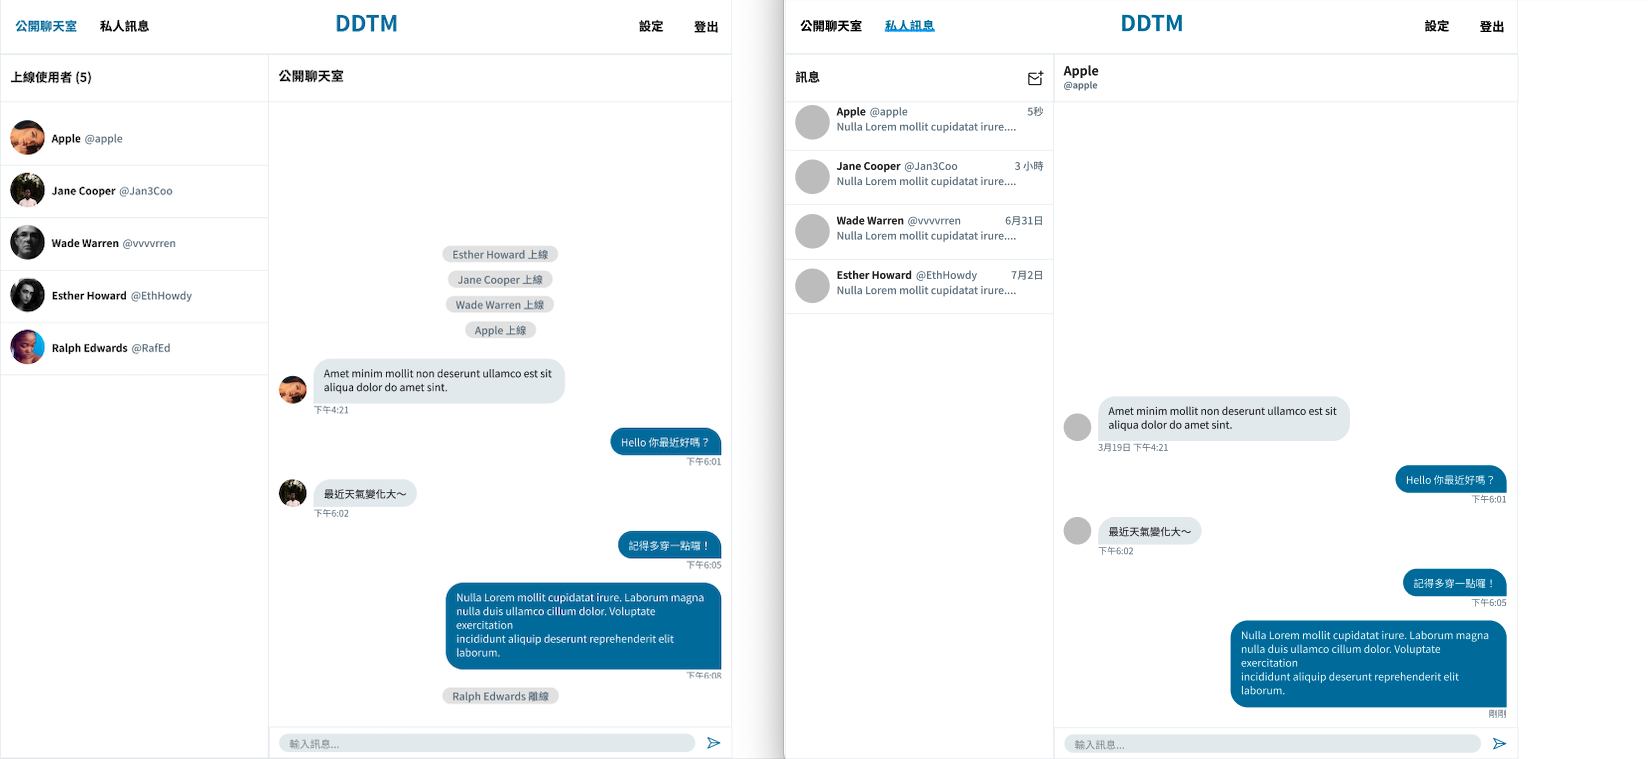 公開聊天室 私人訊息 DDTM 設定 登出
上線使用者 (5)
Apple @apple
Jane Cooper @Jan3Coo
Wade Warren @vvvvrren
Esther Howard @EthHowdy
Ralph Edwards @RafEd
公開聊天室
Esther Howard 上線
Jane Cooper 上線
Wade Warren 上線
Apple 上線
Amet minim mollit non deserunt ullamco est sit
aliqua dolor do amet sint.
下午4:21
Hello 你最近好嗎？
下午6:01
最近天氣變化大～
下午6:02
記得多穿一點囉！
下午6:05
Nulla Lorem mollit cupidatat irure. Laborum magna
nulla duis ullamco cillum dolor. Voluptate
exercitation
incididunt aliquip deserunt reprehenderit elit
laborum.
下午6:08
Ralph Edwards 離線
輸入訊息...
公開聊天室 私人訊息 DDTM 設定 登出
訊息
Apple @apple 5秒
Nulla Lorem mollit cupidatat irure....
Jane Cooper @Jan3Coo 3 小時
Nulla Lorem mollit cupidatat irure....
Wade Warren @vvvvrren 6月31日
Nulla Lorem mollit cupidatat irure....
Esther Howard @EthHowdy 7月2日
Nulla Lorem mollit cupidatat irure....
Apple
@apple
Amet minim mollit non deserunt ullamco est sit
aliqua dolor do amet sint.
3月19日 下午4:21
Hello 你最近好嗎？
下午6:01
最近天氣變化大～
下午6:02
記得多穿一點囉！
下午6:05
Nulla Lorem mollit cupidatat irure. Laborum magna
nulla duis ullamco cillum dolor. Voluptate
exercitation
incididunt aliquip deserunt reprehenderit elit
laborum.
剛剛
輸入訊息...